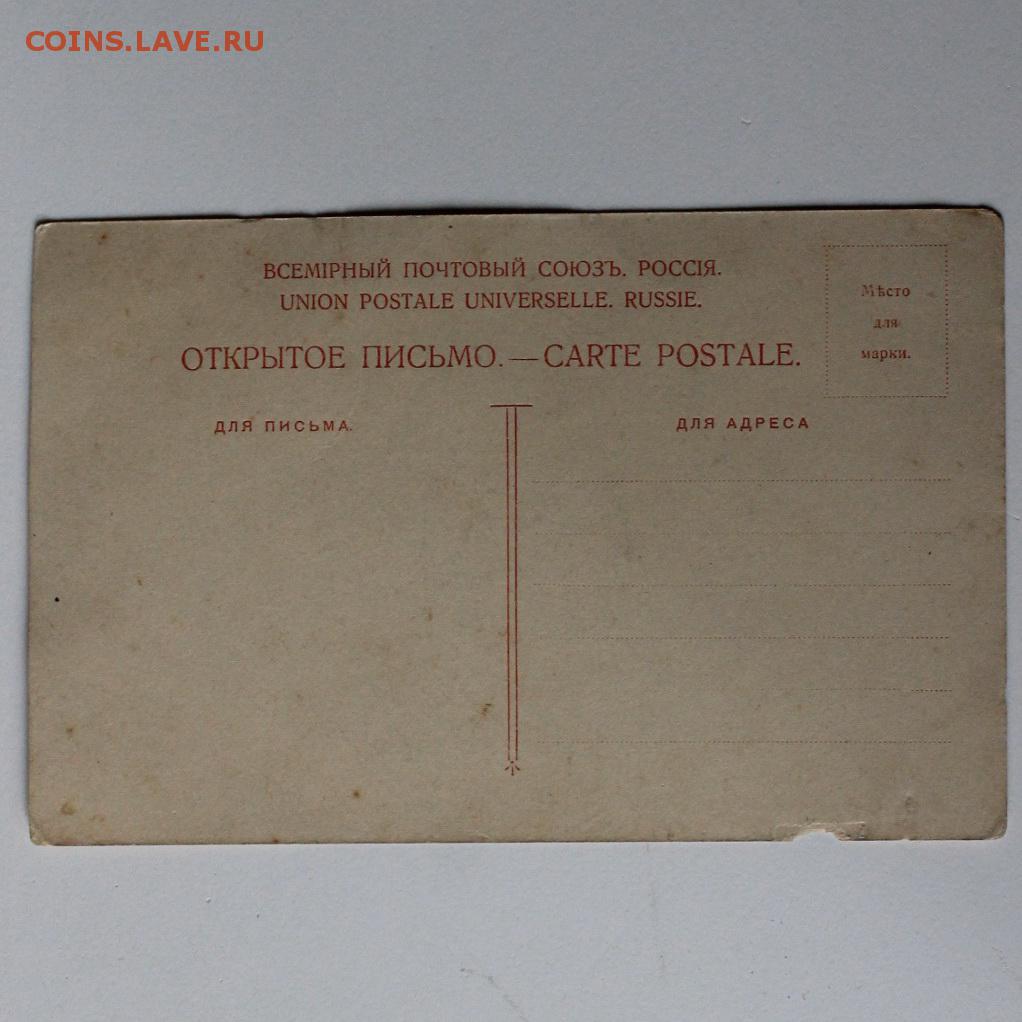 COINS.LAVE.RU
ВСЕМІРНЫЙ ПОЧТОВЫЙ СОЮЗЪ. РОССІЯ.
UNION POSTALE UNIVERSELLE. RUSSIE.
ОТКРЫТОЕ ПИСЬМО.—CARTE POSTALE.
Мѣсто
для
марки.
ДЛЯ ПИСЬМА.
ДЛЯ АДРЕСА